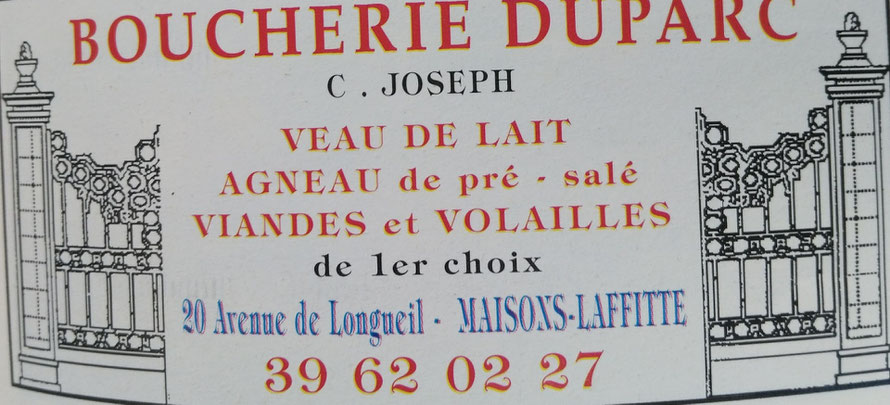 BOUCHERIE DUPARC
C . JOSEPH
VEAU DE LAIT
AGNEAU de pré - salé
VIANDES et VOLAILLES
de 1er choix
20 Avenue de Longueil - MAISONS-LAFFITTE
39 62 02 27